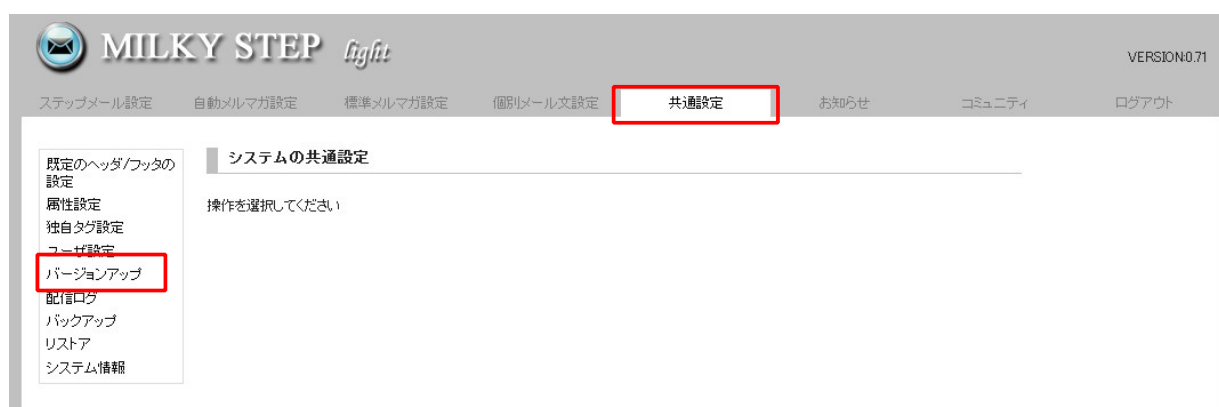 MILKY STEP light
VERSION:0.71
ステップメール設定 自動メルマガ設定 標準メルマガ設定 個別メール文設定 共通設定 お知らせ コミュニティ ログアウト
既定のヘッダ/フッタの
設定
属性設定
独自タグ設定
ユーザ設定
バージョンアップ
配信ログ
バックアップ
リストア
システム情報
システムの共通設定
操作を選択してください